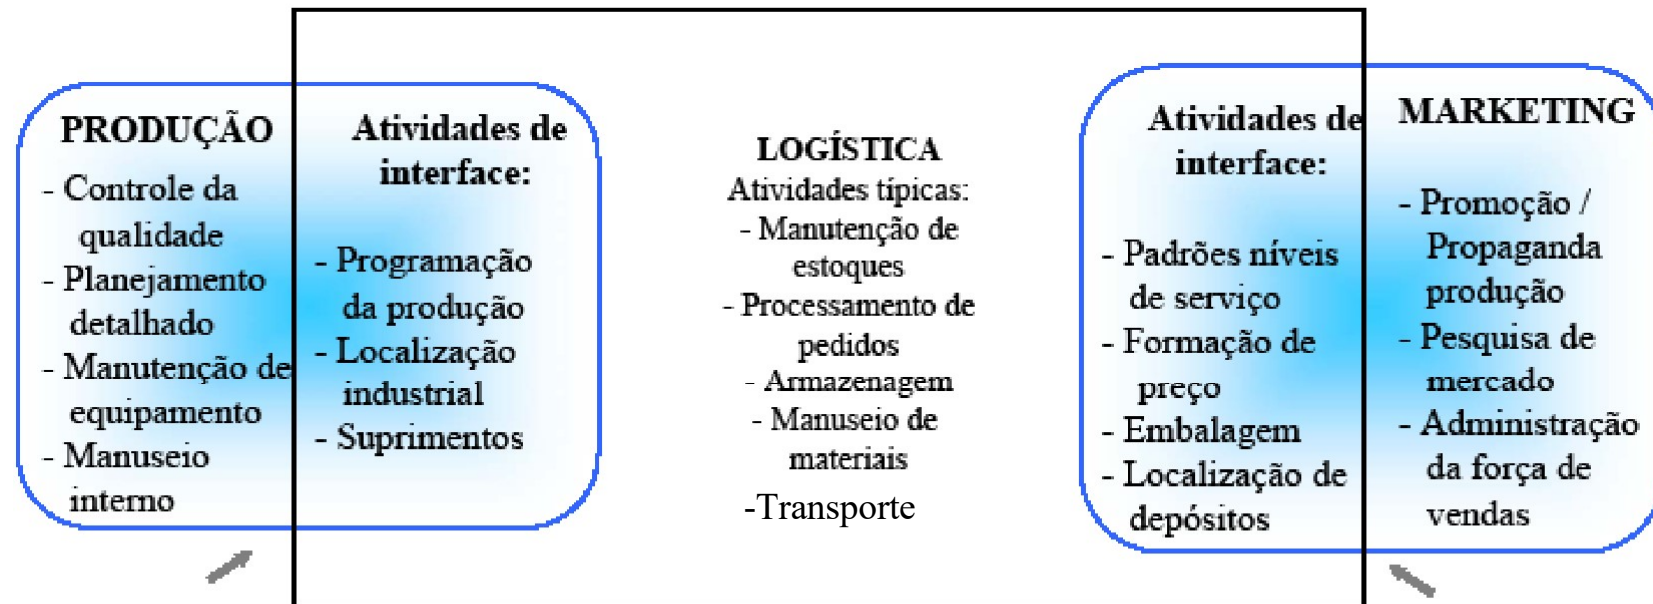 PRODUÇÃO
- Controle da
qualidade
- Planejamento
detalhado
- Manutenção de
equipamento
- Manuseio
interno
Atividades de
interface:
- Programação
da produção
- Localização
industrial
- Suprimentos
LOGÍSTICA
Atividades típicas:
- Manutenção de
estoques
- Processamento de
pedidos
- Armazenagem
- Manuseio de
materiais
-Transporte
Atividades de
interface:
- Padrões níveis
de serviço
- Formação de
preço
- Embalagem
- Localização de
depósitos
MARKETING
- Promoção /
Propaganda
produção
- Pesquisa de
mercado
- Administração
da força de
vendas